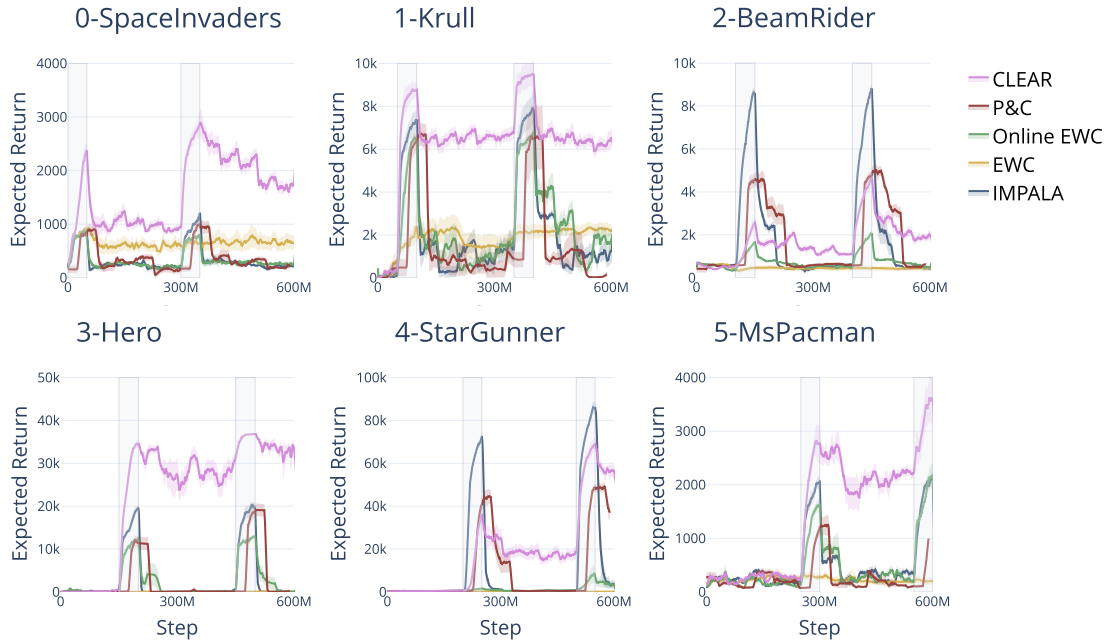 0-SpaceInvaders
1-Krull
2-BeamRider
Expected Return
4000
3000
2000
1000
0
0
300M
600M
Expected Return
10k
8k
6k
4k
2k
0
0
300M
600M
Expected Return
10k
8k
6k
4k
2k
0
0
300M
600M
CLEAR
P&C
Online EWC
EWC
IMPALA
3-Hero
4-StarGunner
5-MsPacman
Expected Return
50k
40k
30k
20k
10k
0
0
300M
600M
Step
Expected Return
100k
80k
60k
40k
20k
0
0
300M
600M
Step
Expected Return
4000
3000
2000
1000
0
0
300M
600M
Step